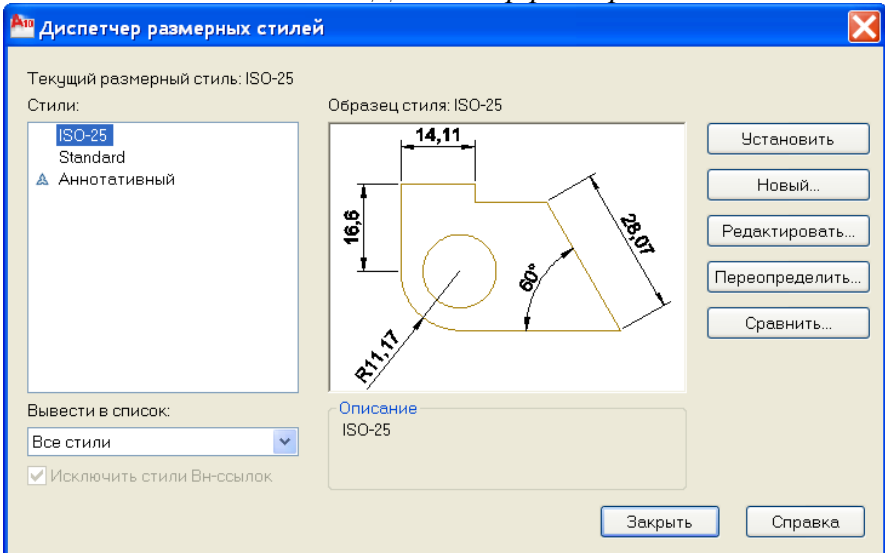 A10 Диспетчер размерных стилей
Текущий размерный стиль: ISO-25
Стили:
ISO-25
Standard
Аннотативный
Образец стиля: ISO-25
14,11
16,6
28,07
60°
R11,17
Установить
Новый...
Редактировать...
Переопределить...
Сравнить...
Вывести в список:
Все стили
Исключить стили Вн-ссылок
Описание
ISO-25
Закрыть
Справка